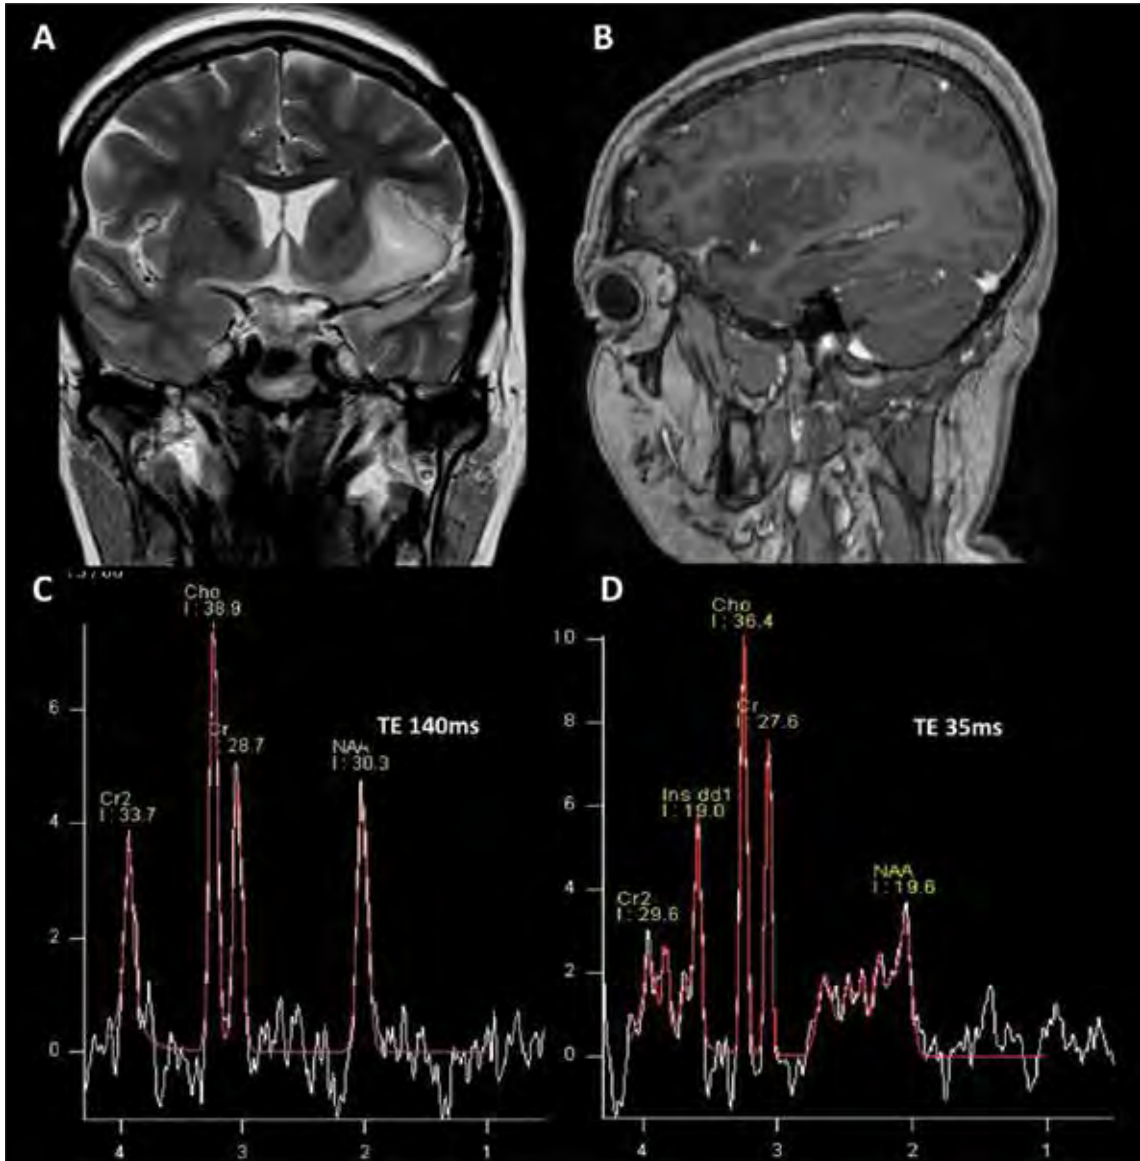 A
B
C
Cho
I : 38.9
Cr
28.7
TE 140ms
NAA
I : 30.3
Cr2
I : 33.7
6
4
2
0
4
3
2
1
D
Cho
I : 36.4
Cr
27.6
TE 35ms
Ins dd1
I : 19.0
NAA
I : 19.6
Cr2
I : 29.6
10
8
6
4
2
0
4
3
2
1